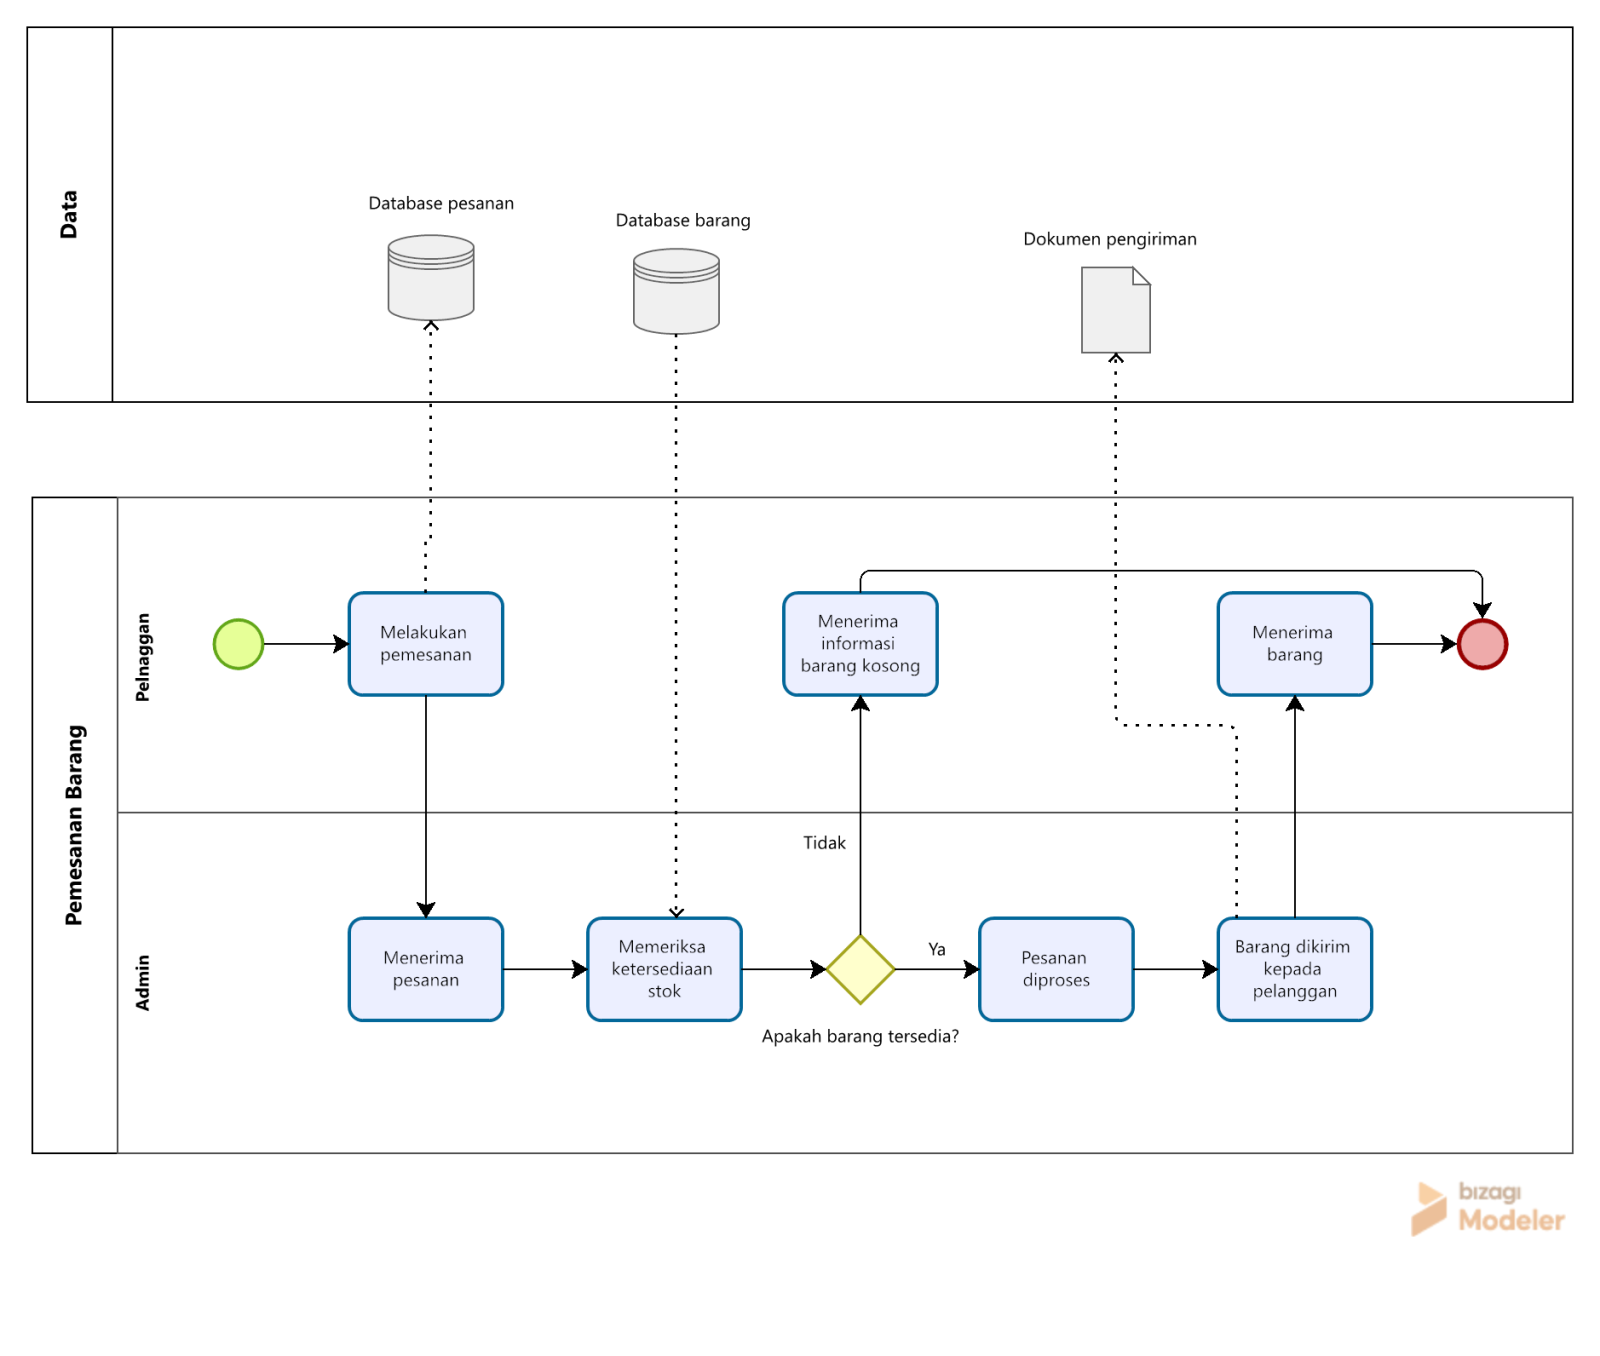 Data
Database pesanan
Database barang
Dokumen pengiriman
Pemesanan Barang
Pelnaggan
Melakukan
pemesanan
Menerima
informasi
barang kosong
Menerima
barang
Tidak
Admin
Menerima
pesanan
Memeriksa
ketersediaan
stok
Ya
Apakah barang tersedia?
Pesanan
diproses
Barang dikirim
kepada
pelanggan
bizagi
Modeler